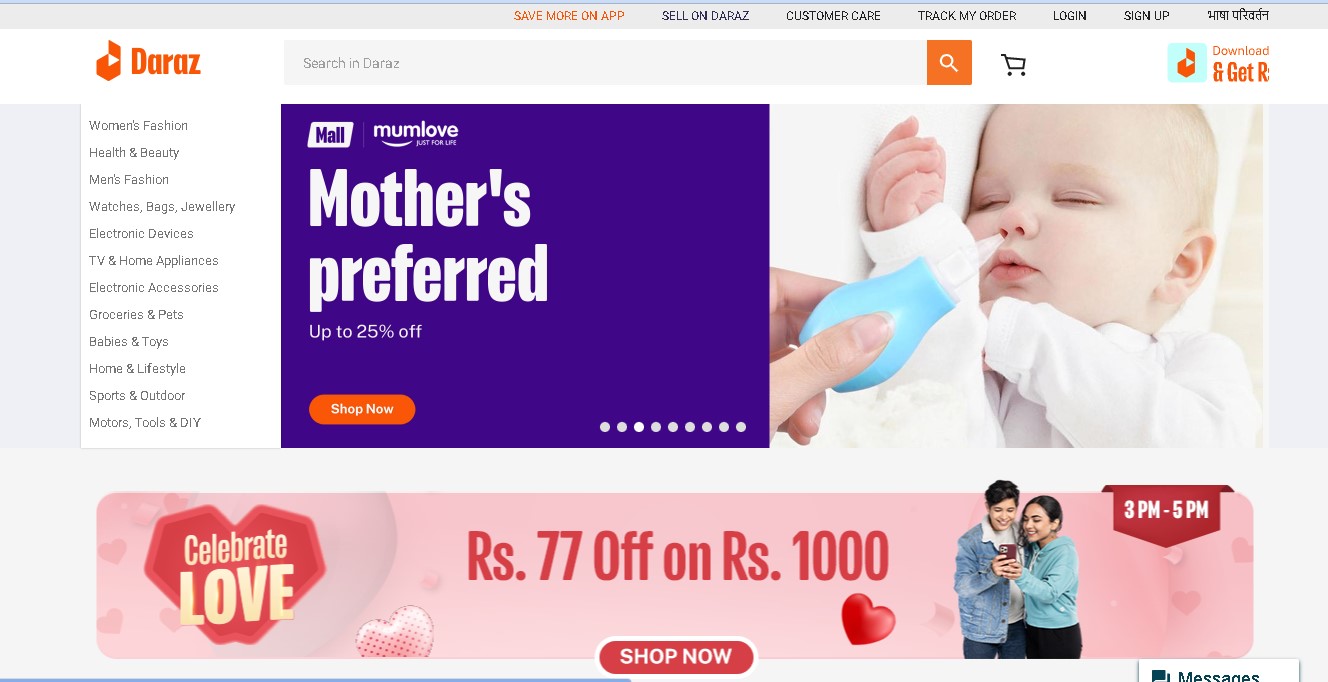 SAVE MORE ON APP SELL ON DARAZ CUSTOMER CARE TRACK MY ORDER LOGIN SIGN UP भाषा परिवर्तन
Daraz
Search in Daraz
Download
& Get
Women's Fashion
Health & Beauty
Men's Fashion
Watches, Bags, Jewellery
Electronic Devices
TV & Home Appliances
Electronic Accessories
Groceries & Pets
Babies & Toys
Home & Lifestyle
Sports & Outdoor
Motors, Tools & DIY
Mall mumlove
JUST FOR LIFE
Mother's
preferred
Up to 25% off
Shop Now
Celebrate
LOVE
Rs. 77 Off on Rs. 1000
3 PM - 5 PM
SHOP NOW
Messages